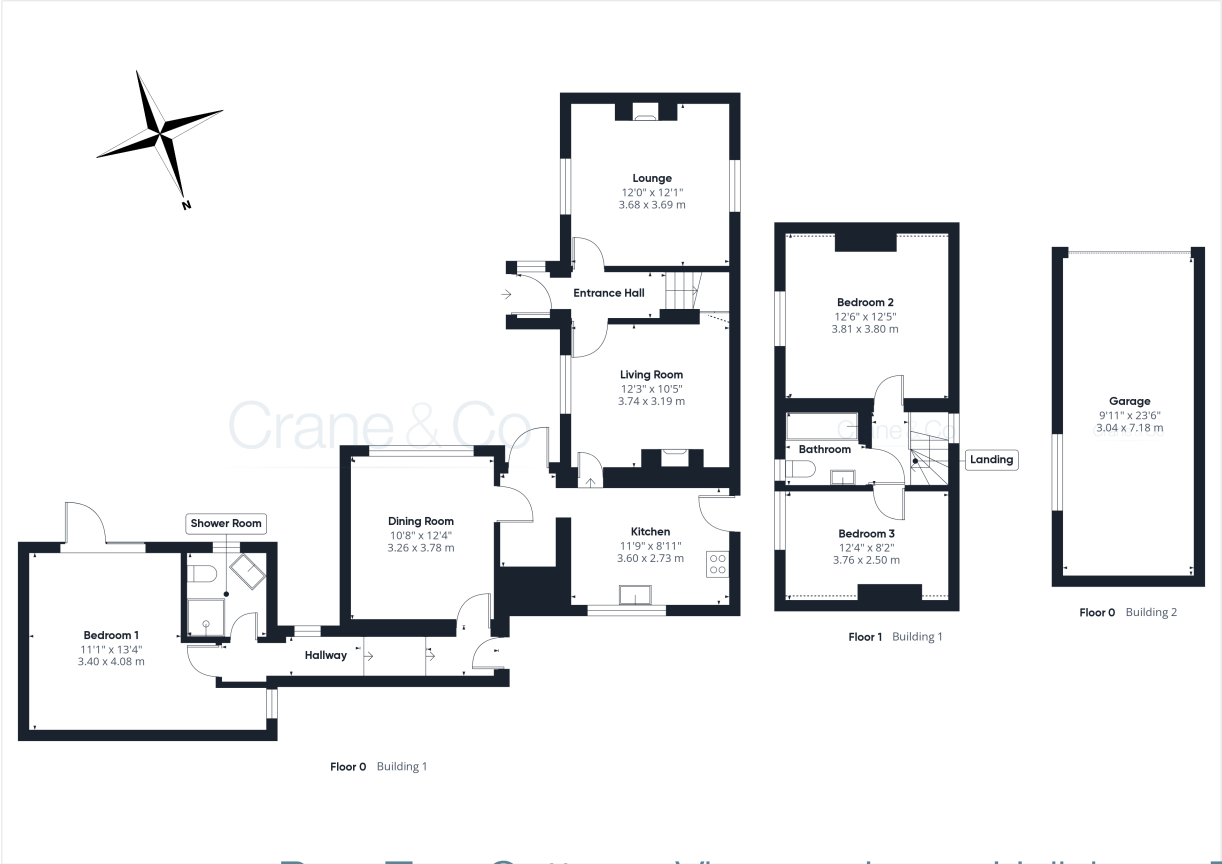 N
Lounge
12'0" x 12'1"
3.68 x 3.69 m
Entrance Hall
Living Room
12'3" x 10'5"
3.74 x 3.19 m
Crane & Co
Dining Room
10'8" x 12'4"
3.26 x 3.78 m
Kitchen
11'9" x 8'11"
3.60 x 2.73 m
Shower Room
Bedroom 1
11'1" x 13'4"
3.40 x 4.08 m
Hallway
Floor 0 Building 1
Bedroom 2
12'6" x 12'5"
3.81 x 3.80 m
Crane & Co
Bathroom
Landing
Bedroom 3
12'4" x 8'2"
3.76 x 2.50 m
Floor 1 Building 1
Garage
9'11" x 23'6"
3.04 x 7.18 m
Crane & Co
Floor 0 Building 2